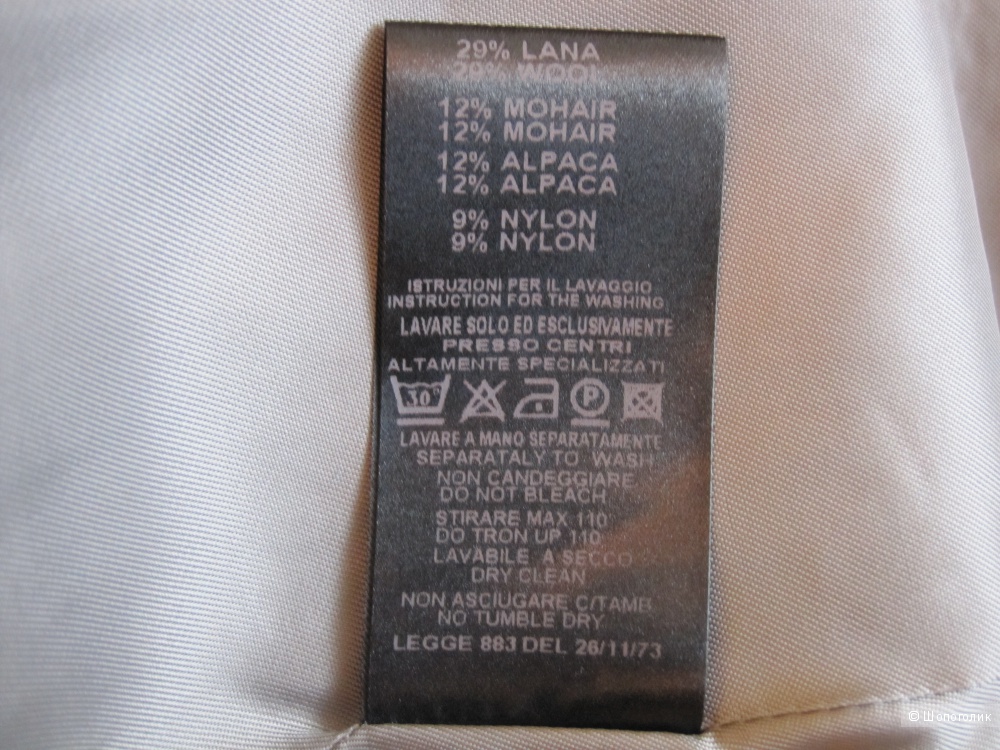 29% LANA
29% WOOL
12% MOHAIR
12% MOHAIR
12% ALPACA
12% ALPACA
9% NYLON
9% NYLON
ISTRUZIONI PER IL LAVAGGIO
INSTRUCTION FOR THE WASHING
LAVARE SOLO ED ESCLUSIVAMENTE
PRESSO CENTRI
ALTAMENTE SPECIALIZZATI
30° P
LAVARE A MANO SEPARATAMENTE
SEPARATALY TO WASH
NON CANDEGGIARE
DO NOT BLEACH
STIRARE MAX 110
DO TRON UP 110
LAVABILE A SECCO
DRY CLEAN
NON ASCIUGARE C/TAMB
NO TUMBLE DRY
LEGGE 883 DEL 26/11/73
© Шопоголик